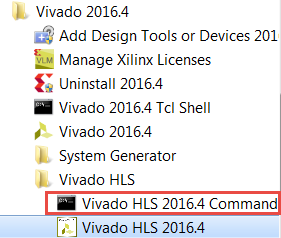 Vivado 2016.4
Add Design Tools or Devices 201
Manage Xilinx Licenses
Uninstall 2016.4
Vivado 2016.4 Tcl Shell
Vivado 2016.4
System Generator
Vivado HLS
Vivado HLS 2016.4 Command
Vivado HLS 2016.4